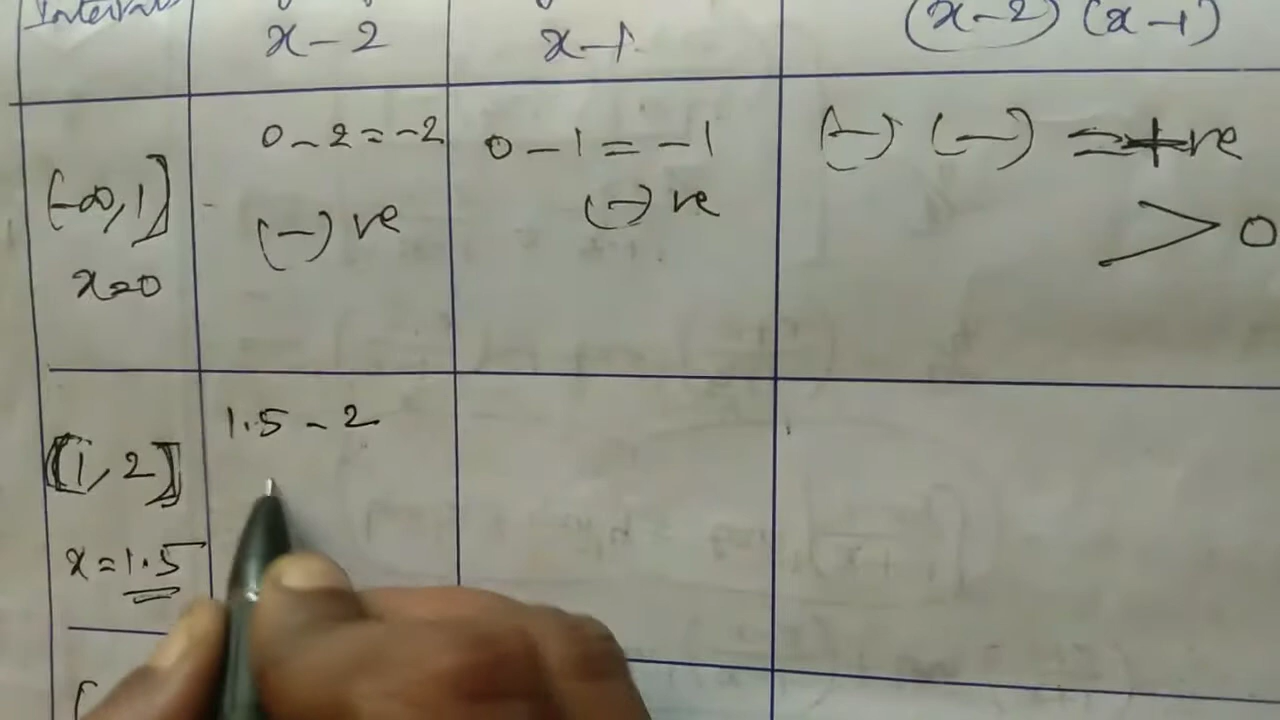 Interval
x-2
x-1
(x-2) (x-1)
(-∞,1]
x=0
0-2=-2
(-) ve
0-1=-1
(-) ve
(-) (-) =+ve
>0
[1,2]
x=1.5
1.5-2